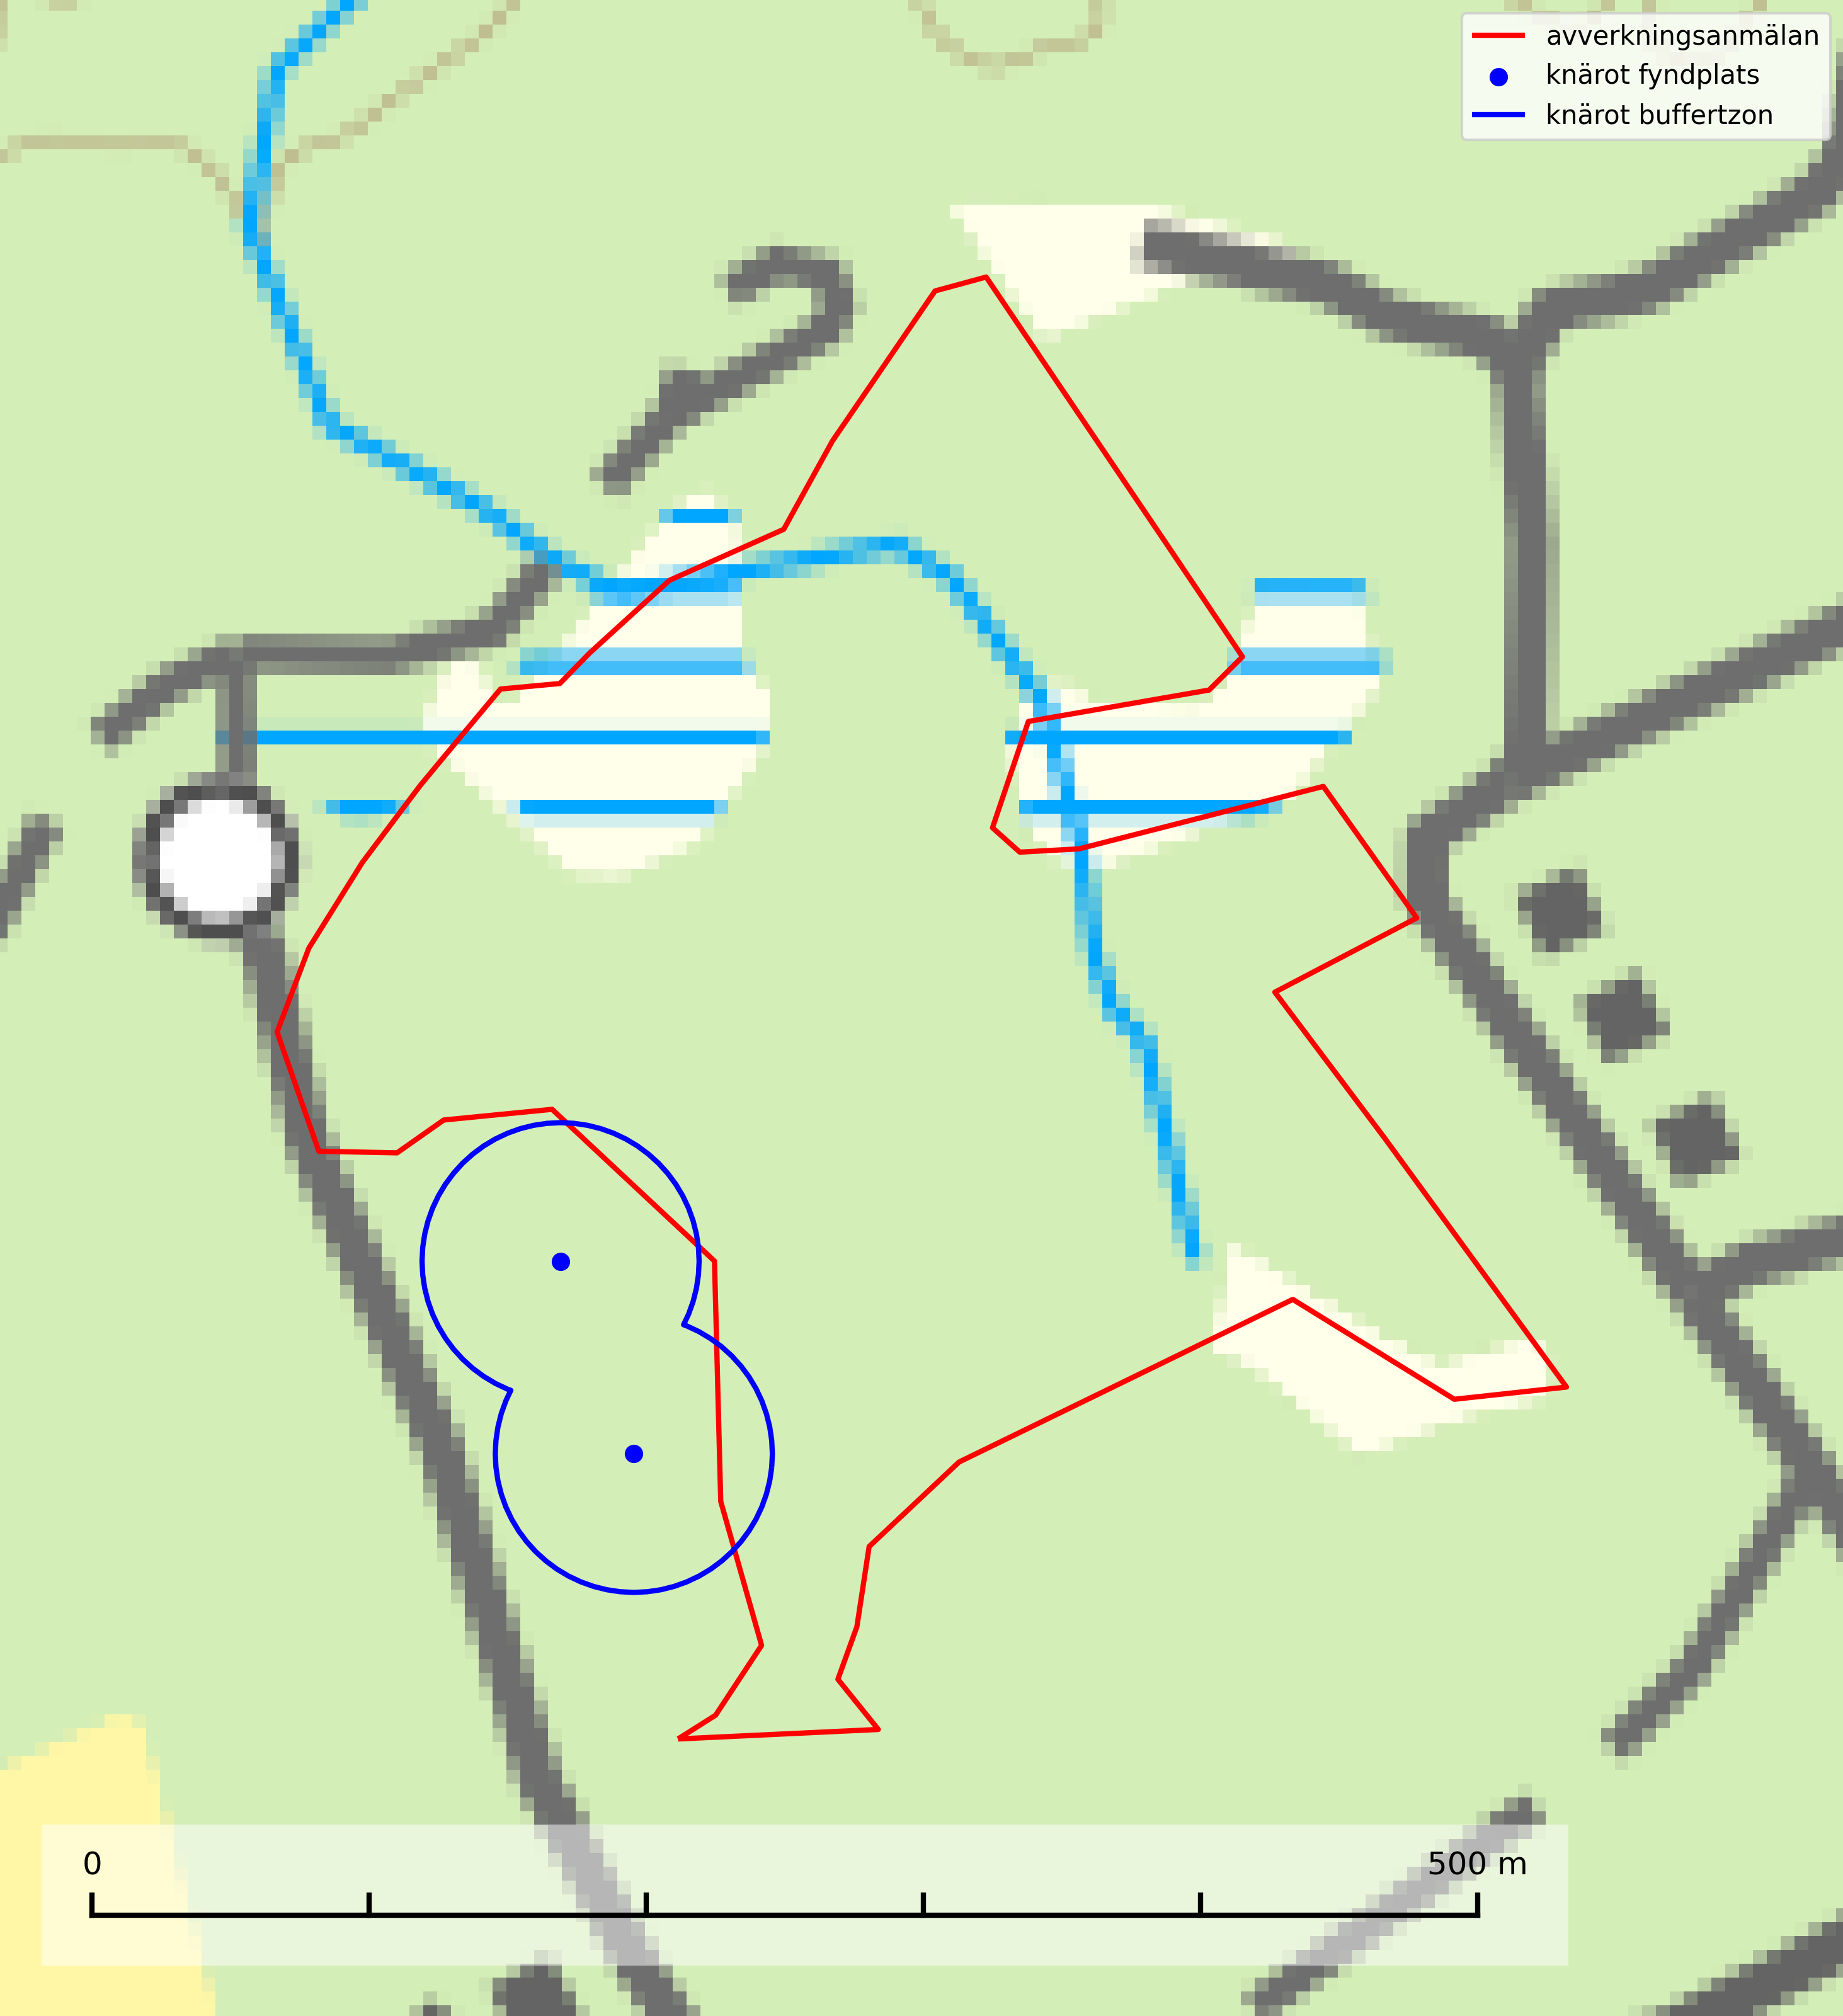 avverkningsanmälan
knärot fyndplats
knärot buffertzon
0 500 m